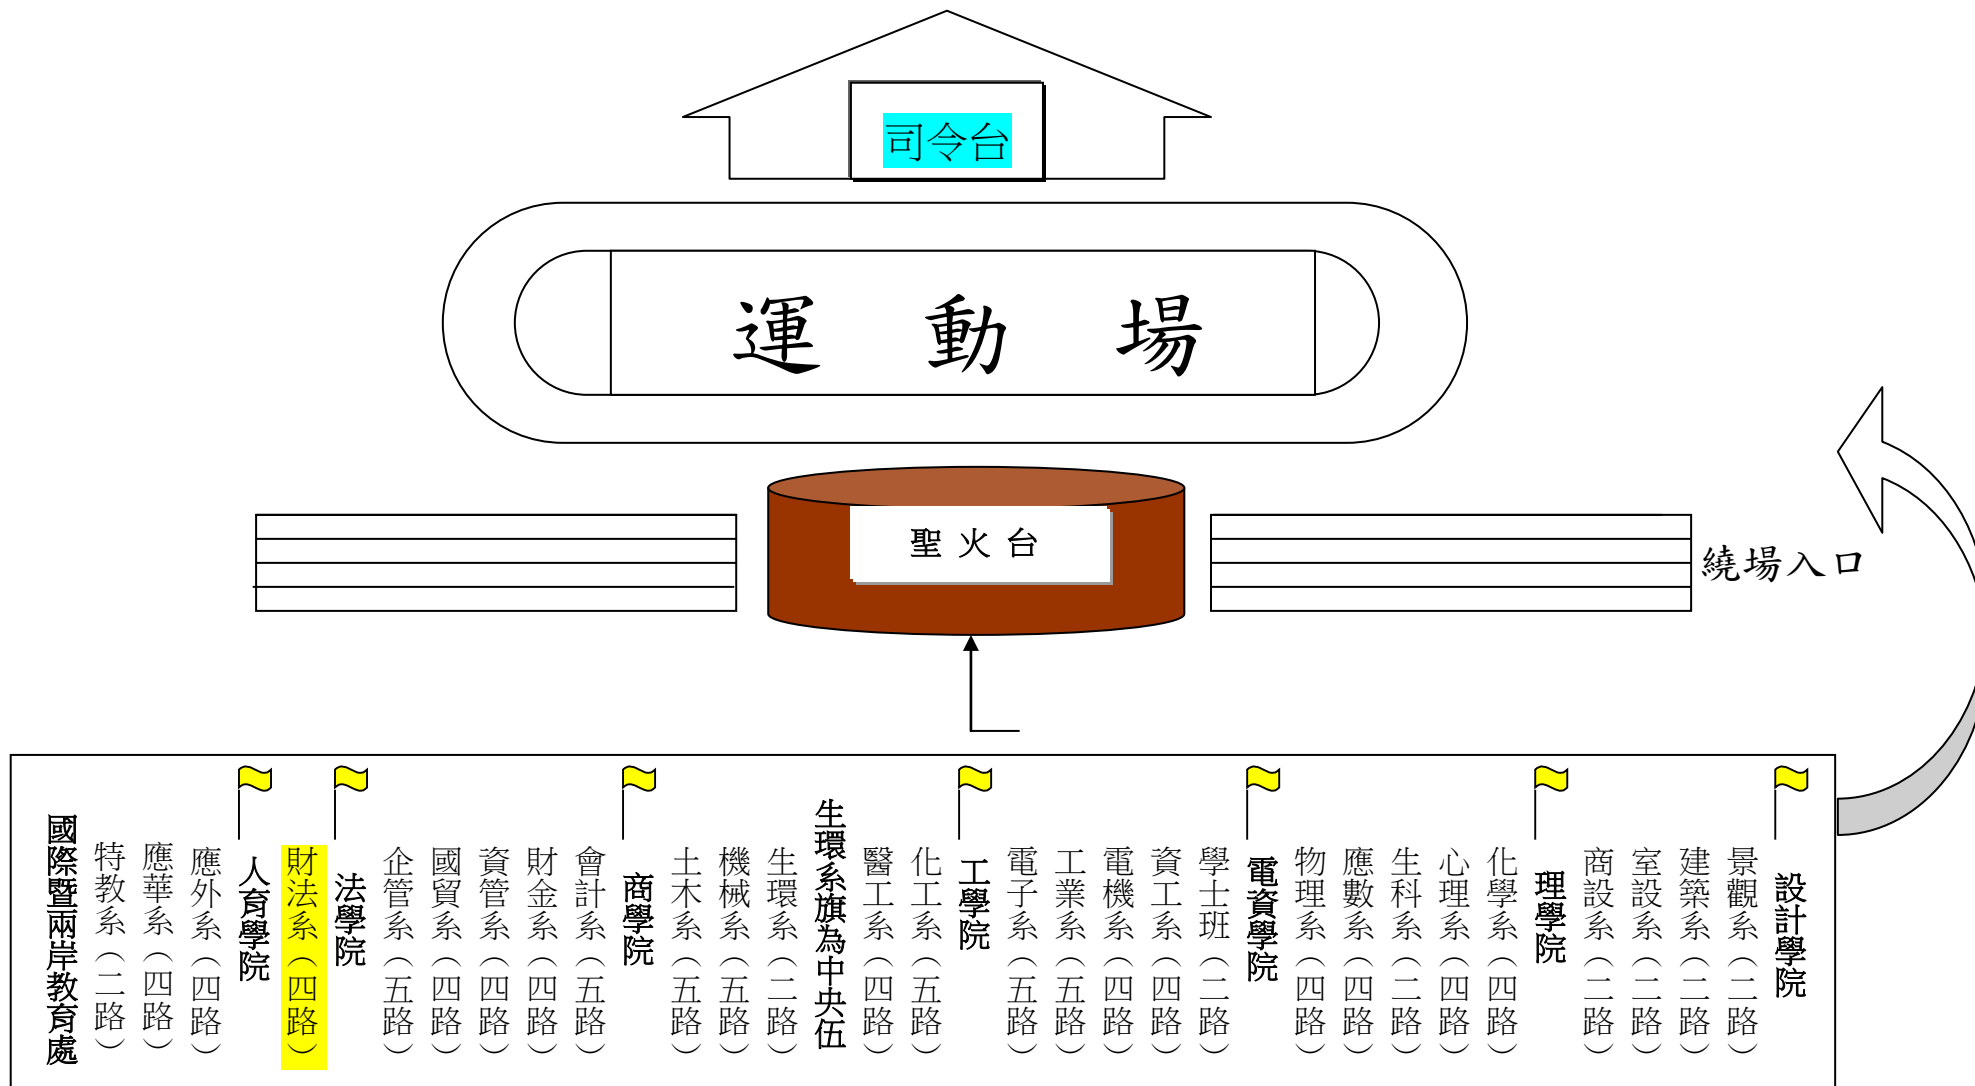 司令台
運動場
聖火台
繞場入口
設計學院
景觀系（二路）
建築系（二路）
室設系（二路）
商設系（二路）
理學院
化學系（四路）
心理系（四路）
生科系（二路）
應數系（四路）
物理系（四路）
電資學院
學士班（二路）
資工系（四路）
電機系（四路）
工業系（五路）
電子系（五路）
工學院
化工系（五路）
醫工系（四路）
生環系旗為中央伍
生環系（二路）
機械系（五路）
土木系（五路）
商學院
會計系（五路）
財金系（四路）
資管系（四路）
國貿系（四路）
企管系（五路）
法學院
財法系（四路）
人育學院
應外系（四路）
應華系（四路）
特教系（二路）
國際暨兩岸教育處